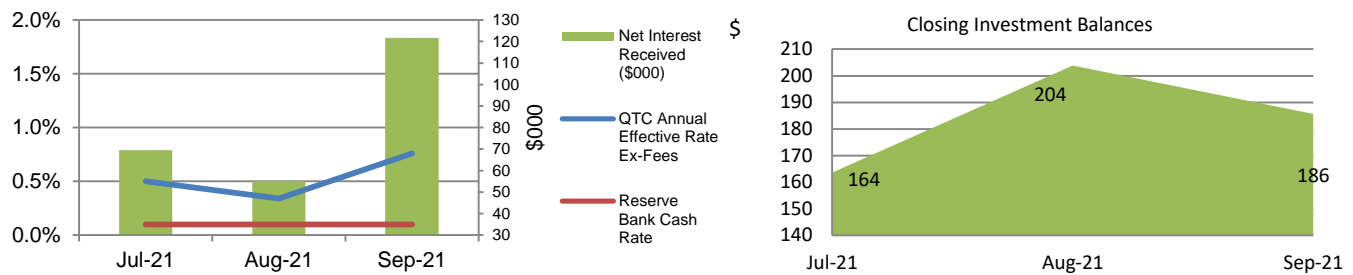 2.0%
1.5%
1.0%
0.5%
0.0%
Jul-21
Aug-21
Sep-21
130
120
110
100
90
80
70
60
50
40
30
$000
Net Interest
Received
($000)
QTC Annual
Effective Rate
Ex-Fees
Reserve
Bank Cash
Rate
$
Closing Investment Balances
210
200
190
180
170
160
150
140
164
204
186
Jul-21
Aug-21
Sep-21